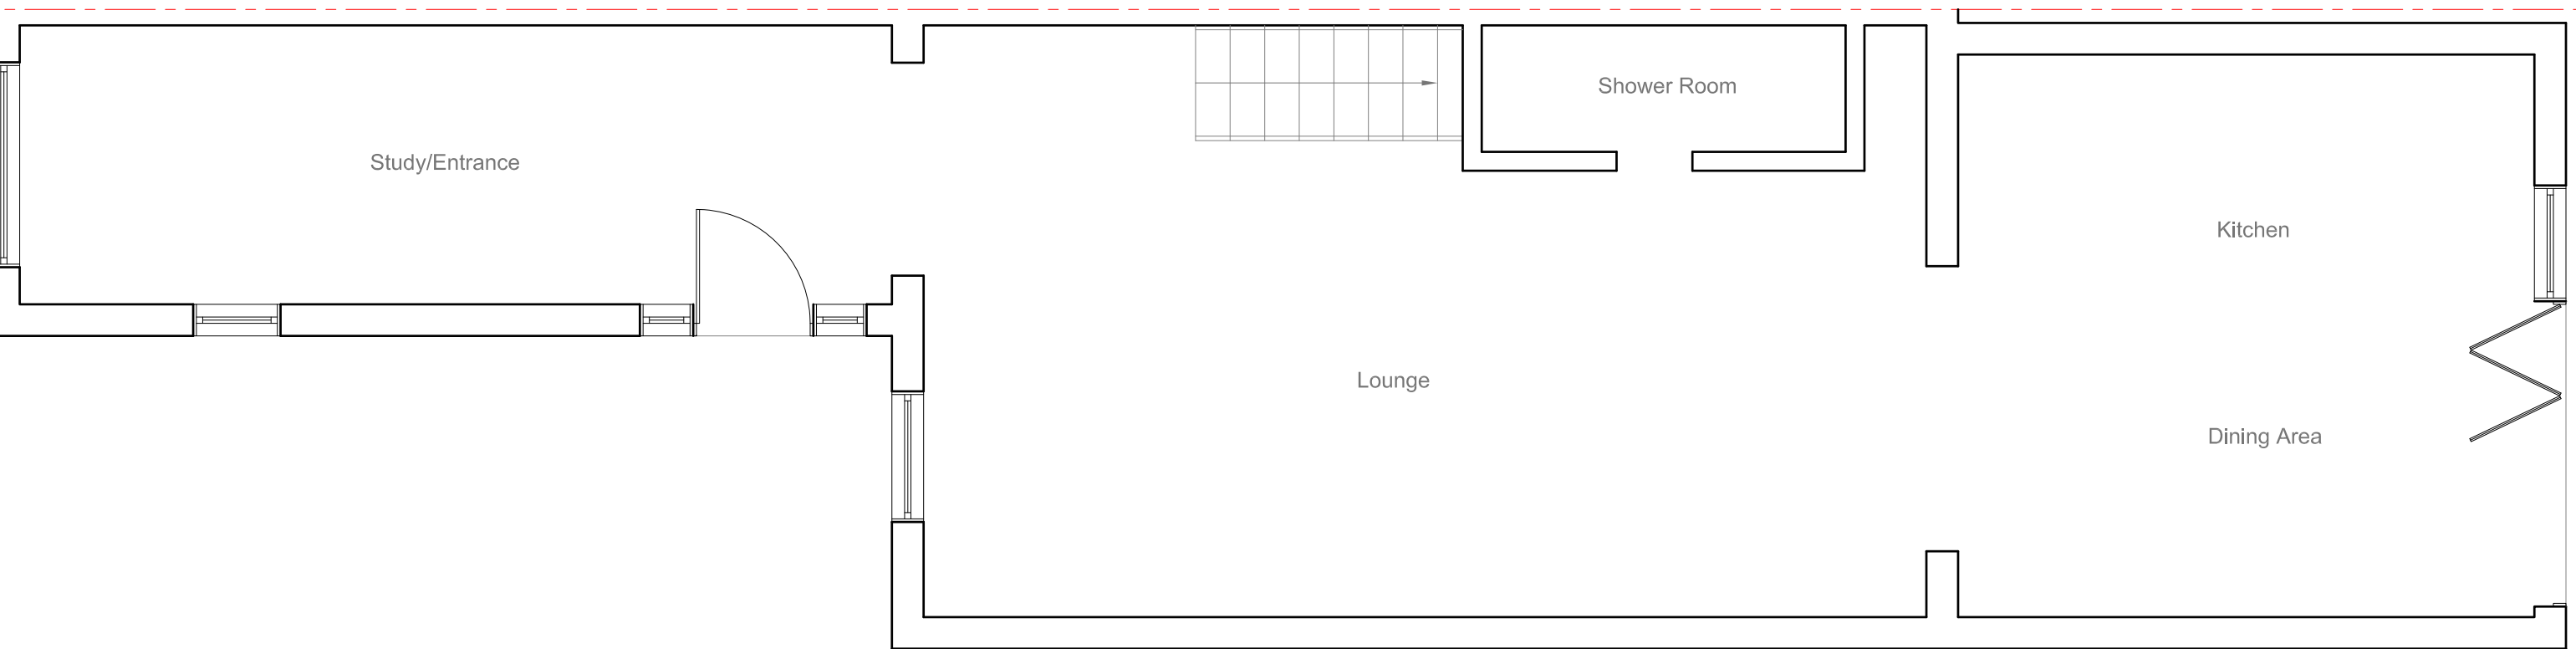 Shower Room
Study/Entrance
Kitchen
Lounge
Dining Area